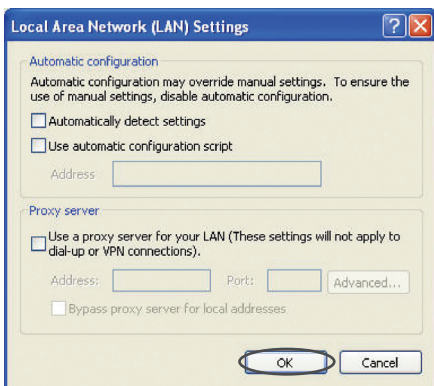 Local Area Network (LAN) Settings
Automatic configuration
Automatic configuration may override manual settings. To ensure the
use of manual settings, disable automatic configuration.
Automatically detect settings
Use automatic configuration script
Address
Proxy server
Use a proxy server for your LAN (These settings will not apply to
dial-up or VPN connections).
Address: Port: Advanced...
Bypass proxy server for local addresses
OK Cancel